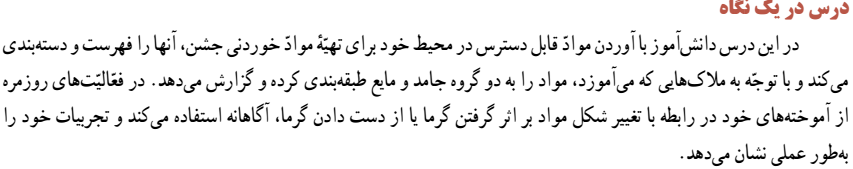 درس در یک نگاه
در این درس دانش‌آموز با آوردن موادّ قابل دسترس در محیط خود برای تهیّهٔ موادّ خوردنی جشن، آنها را فهرست و دسته‌بندی
می‌کند و با توجّه به ملاک‌هایی که می‌آموزد، مواد را به دو گروه جامد و مایع طبقه‌بندی کرده و گزارش می‌دهد. در فعّالیّت‌های روزمره
از آموخته‌های خود در رابطه با تغییر شکل مواد بر اثر گرفتن گرما یا از دست دادن گرما، آگاهانه استفاده می‌کند و تجربیات خود را
به‌طور عملی نشان می‌دهد.